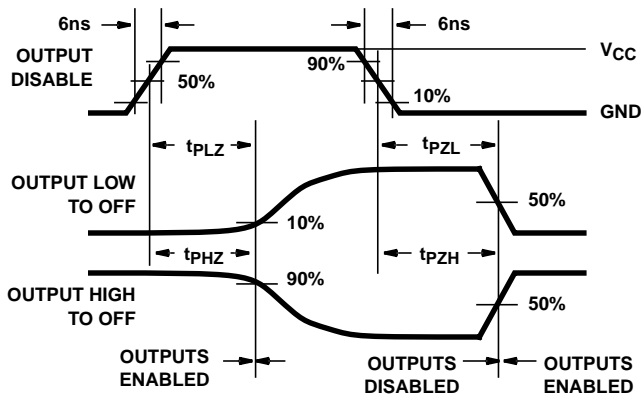 6ns
6ns
OUTPUT
DISABLE
50%
90%
10%
VCC
GND
tPLZ
tPZL
OUTPUT LOW
TO OFF
10%
50%
tPHZ
tPZH
90%
OUTPUT HIGH
TO OFF
50%
OUTPUTS
ENABLED
OUTPUTS
DISABLED
OUTPUTS
ENABLED